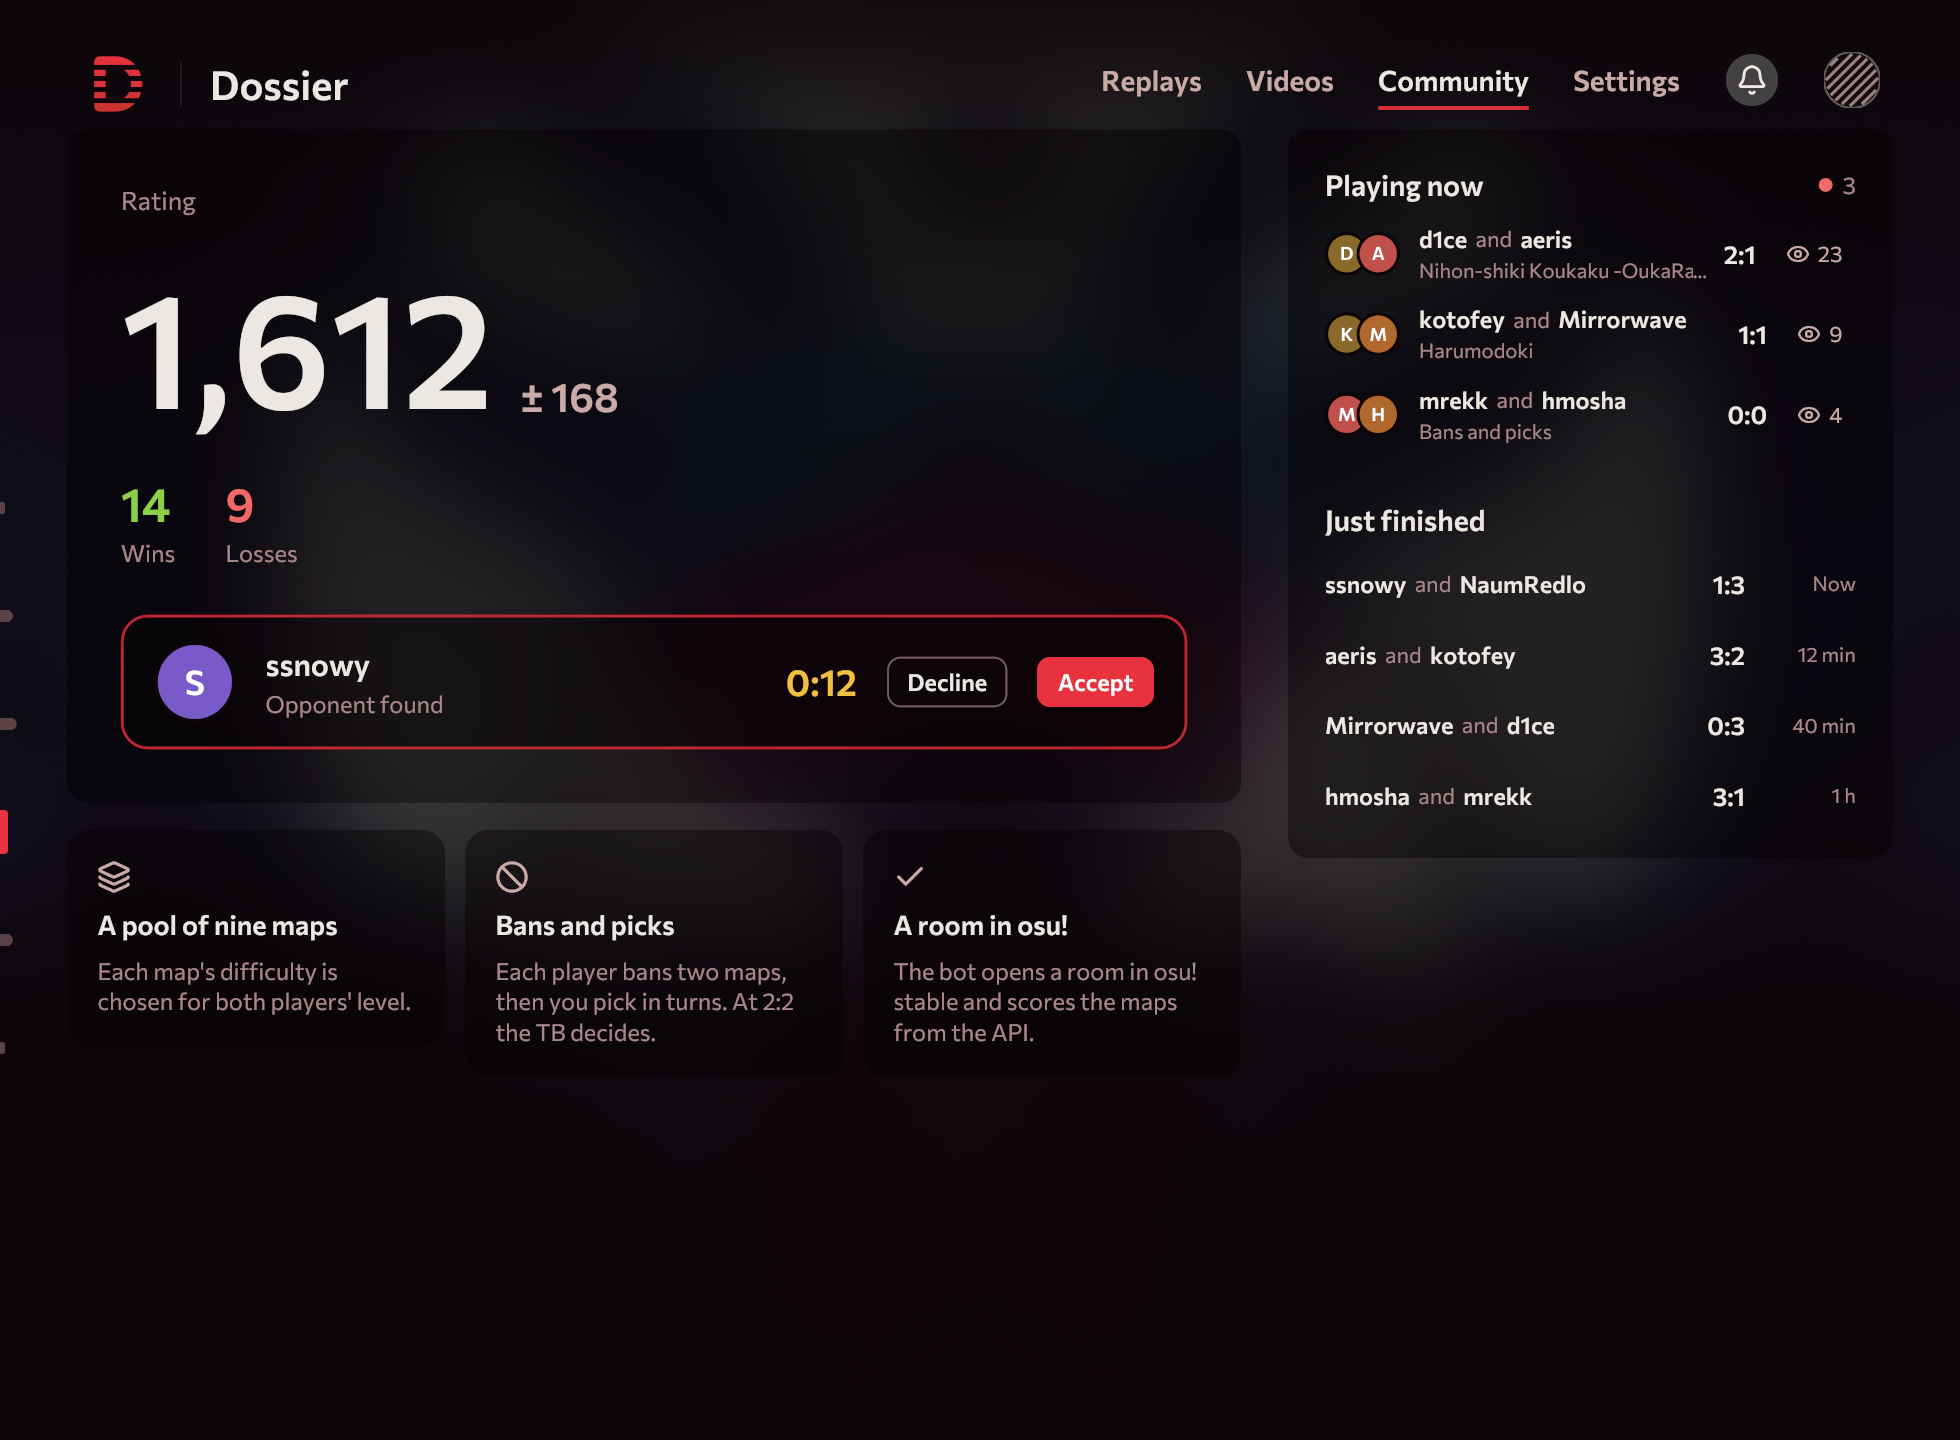 Dossier
Replays
Videos
Community
Settings
Rating
1,612 ± 168
14
Wins
9
Losses
S
ssnowy
Opponent found
0:12
Decline
Accept
A pool of nine maps
Each map's difficulty is
chosen for both players' level.
Bans and picks
Each player bans two maps,
then you pick in turns. At 2:2
the TB decides.
A room in osu!
The bot opens a room in osu!
stable and scores the maps
from the API.
Playing now
3
D A
d1ce and aeris
Nihon-shiki Koukaku -OukaRa...
2:1
23
K M
kotofey and Mirrorwave
Harumodoki
1:1
9
M H
mrekk and hmosha
Bans and picks
0:0
4
Just finished
ssnowy and NaumRedlo 1:3 Now
aeris and kotofey 3:2 12 min
Mirrorwave and d1ce 0:3 40 min
hmosha and mrekk 3:1 1 h